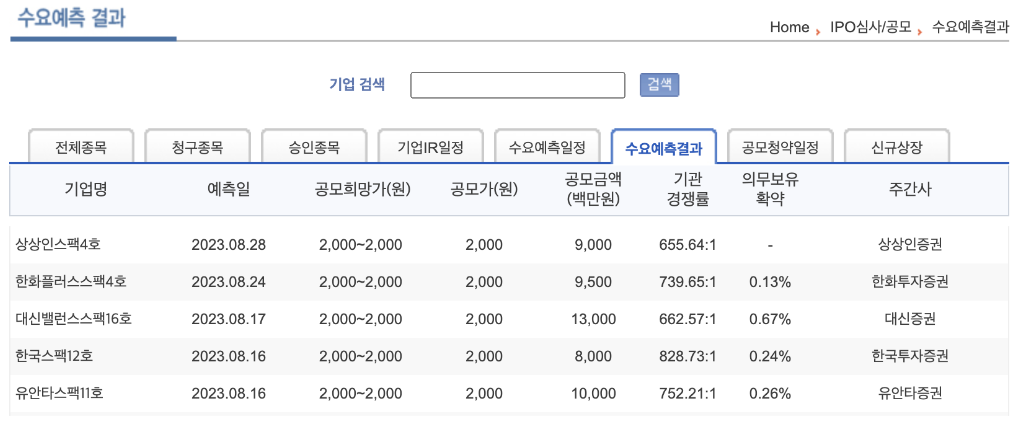 수요예측 결과
Home IPO심사/공모 수요예측결과
기업 검색 검색
전체종목 청구종목 승인종목 기업IR일정 수요예측일정 수요예측결과 공모청약일정 신규상장
기업명 예측일 공모희망가(원) 공모가(원) 공모금액 (백만원) 기관 경쟁률 의무보유 확약 주간사
상상인스팩4호 2023.08.28 2,000~2,000 2,000 9,000 655.64:1 - 상상인증권
한화플러스스팩4호 2023.08.24 2,000~2,000 2,000 9,500 739.65:1 0.13% 한화투자증권
대신밸런스스팩16호 2023.08.17 2,000~2,000 2,000 13,000 662.57:1 0.67% 대신증권
한국스팩12호 2023.08.16 2,000~2,000 2,000 8,000 828.73:1 0.24% 한국투자증권
유안타스팩11호 2023.08.16 2,000~2,000 2,000 10,000 752.21:1 0.26% 유안타증권